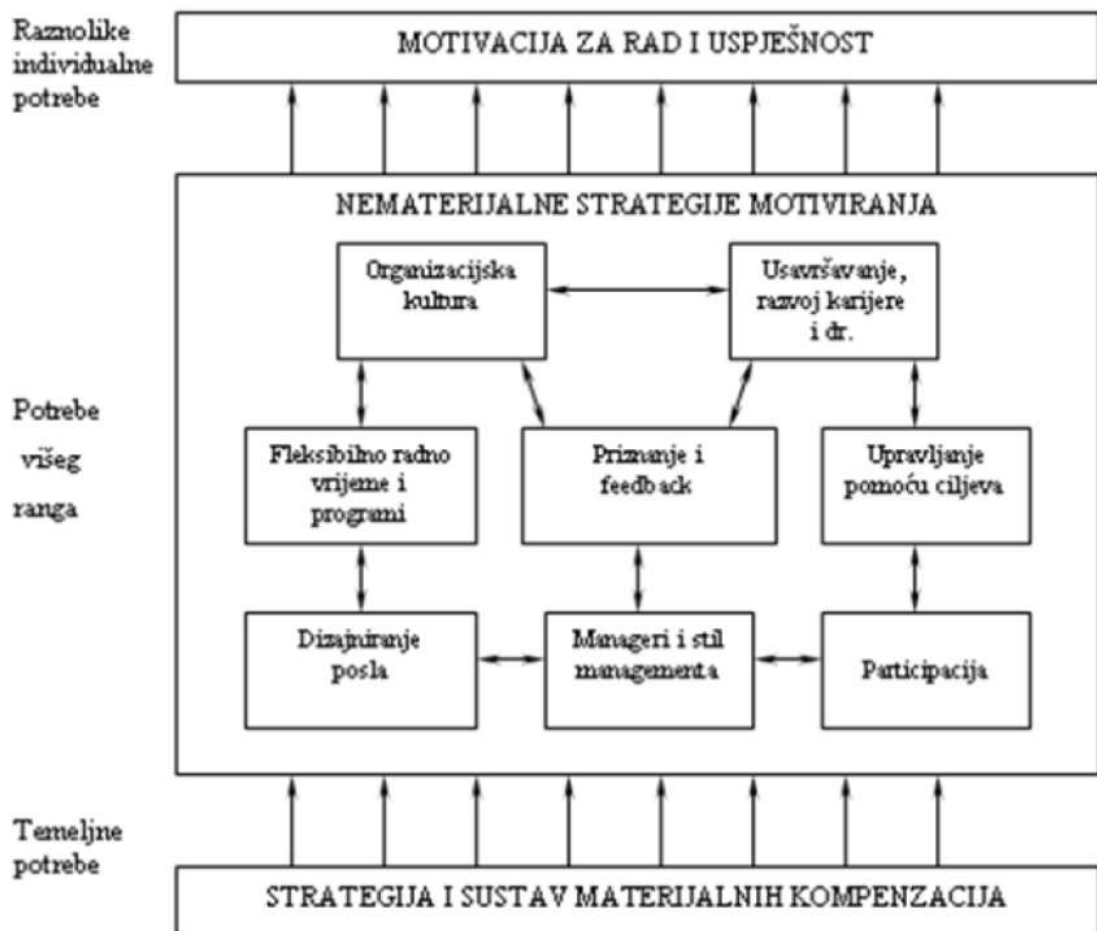 Raznolike
individualne
potrebe
MOTIVACIJA ZA RAD I USPJEŠNOST
NEMATERIJALNE STRATEGIJE MOTIVIRANJA
Organizacijska
kultura
Usavršavanje,
razvoj karijere
i dr.
Potrebe
višeg
ranga
Fleksibilno radno
vrijeme i
programi
Priznanje i
feedback
Upravljanje
pomoću ciljeva
Dizajniranje
posla
Manageri i stil
managementa
Participacija
Temeljne
potrebe
STRATEGIJA I SUSTAV MATERIJALNIH KOMPENZACIJA